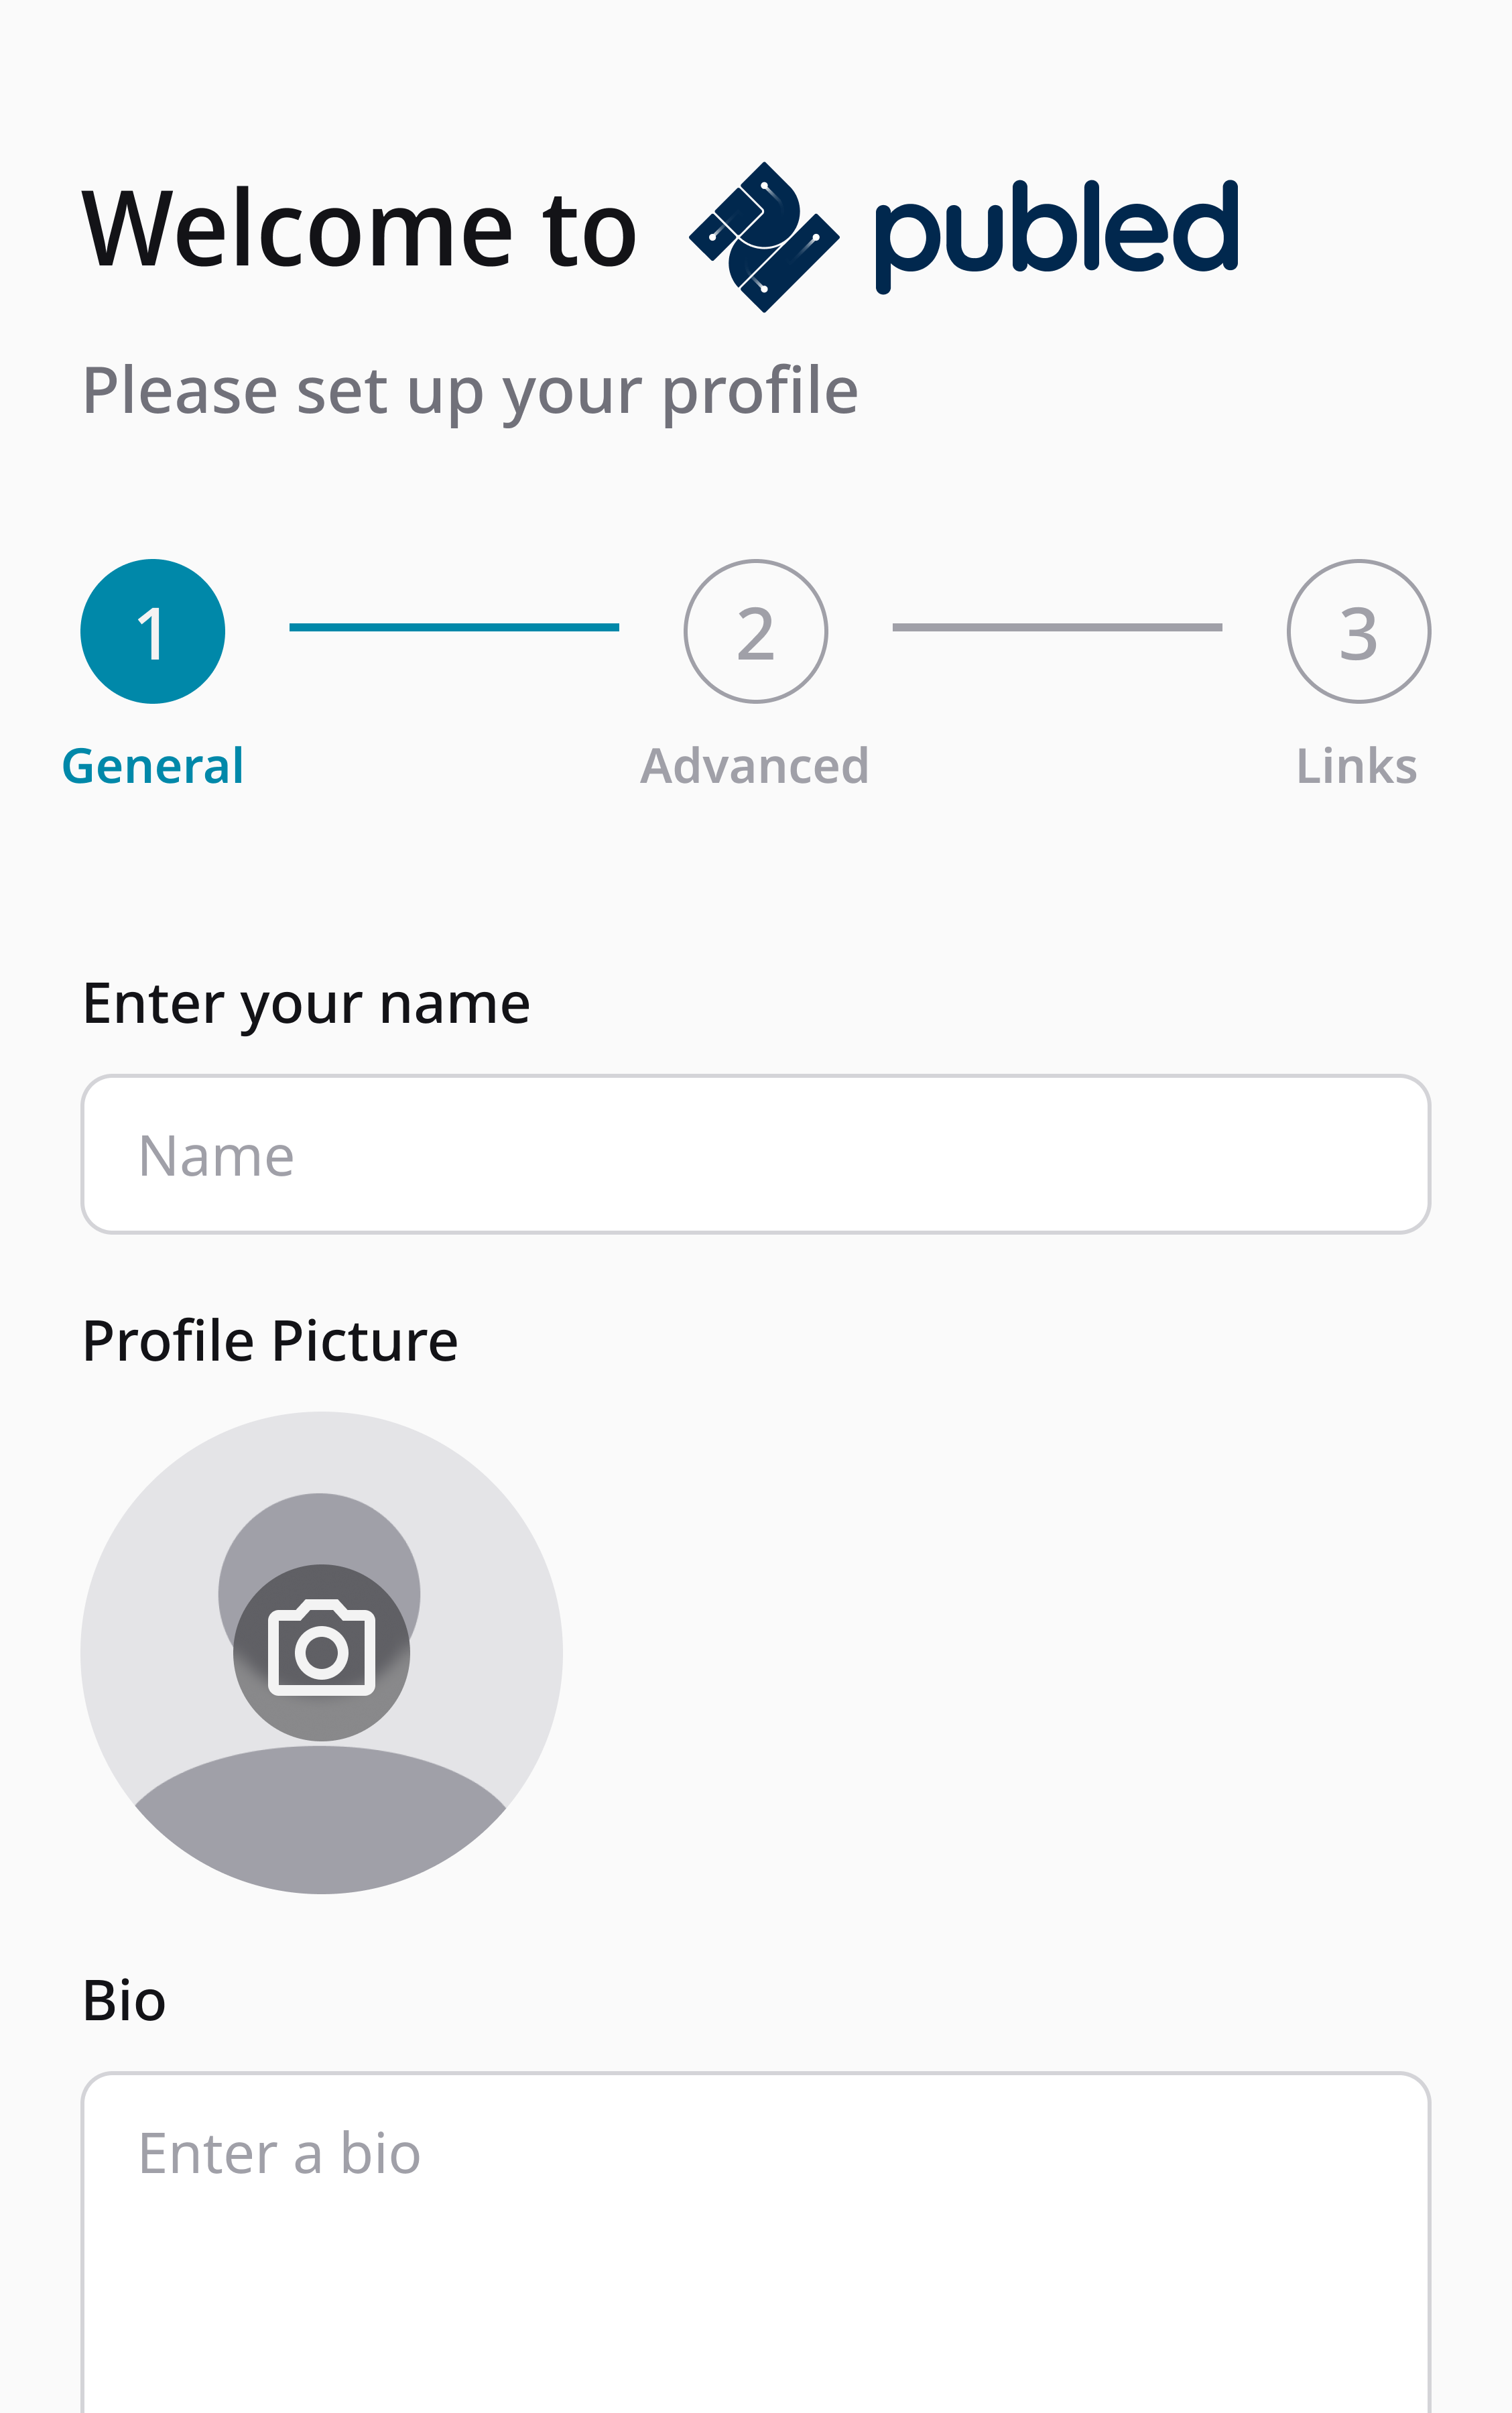 Welcome to publed
Please set up your profile
1 2 3
General Advanced Links
Enter your name
Name
Profile Picture
Bio
Enter a bio